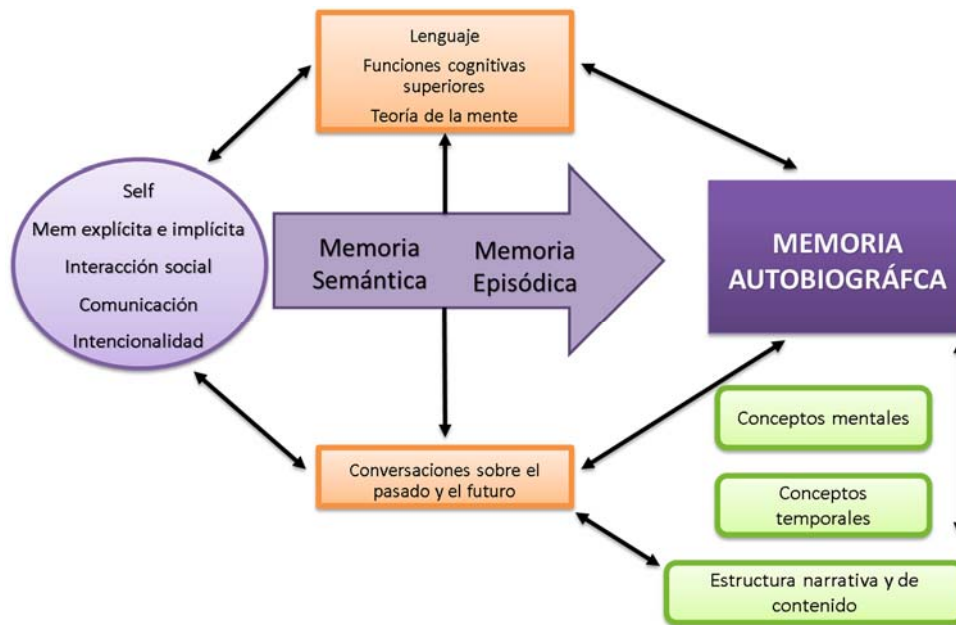 Lenguaje
Funciones cognitivas
superiores
Teoría de la mente
Self
Mem explícita e implícita
Interacción social
Comunicación
Intencionalidad
Memoria
Semántica
Memoria
Episódica
MEMORIA
AUTOBIOGRÁFCA
Conversaciones sobre el
pasado y el futuro
Conceptos mentales
Conceptos
temporales
Estructura narrativa y de
contenido